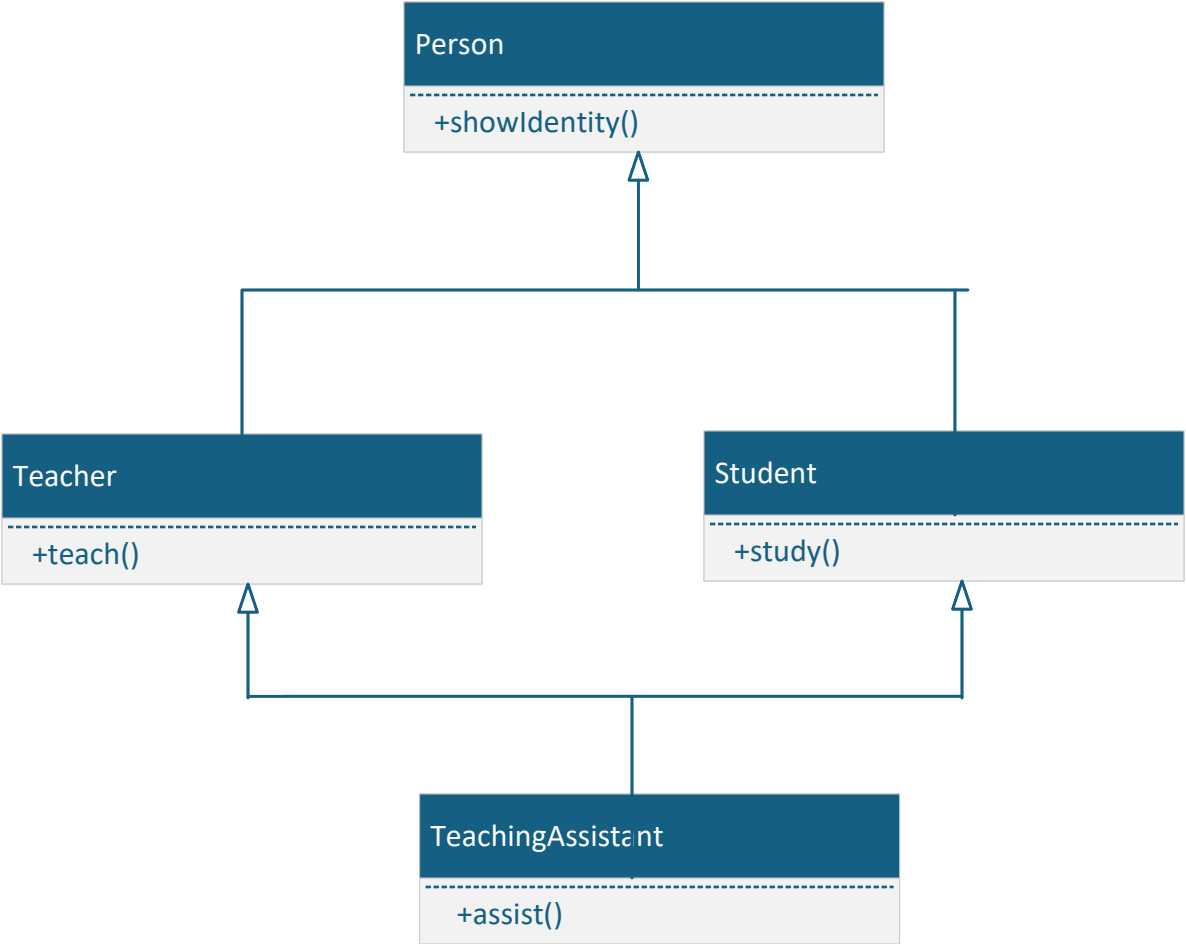 Person
+showIdentity()
Teacher
+teach()
Student
+study()
TeachingAssistant
+assist()